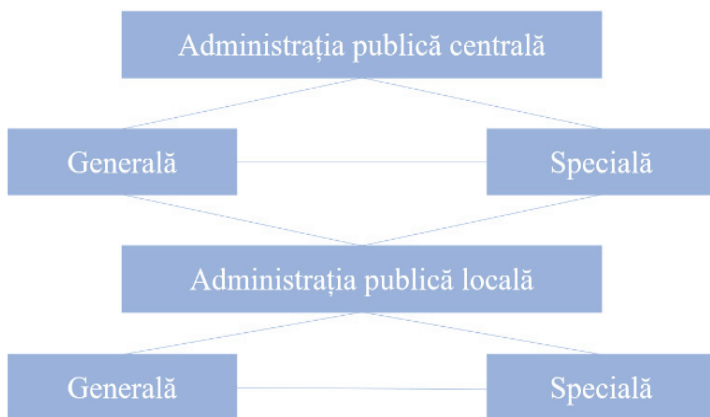 Administrația publică centrală
Generală
Specială
Administrația publică locală
Generală
Specială